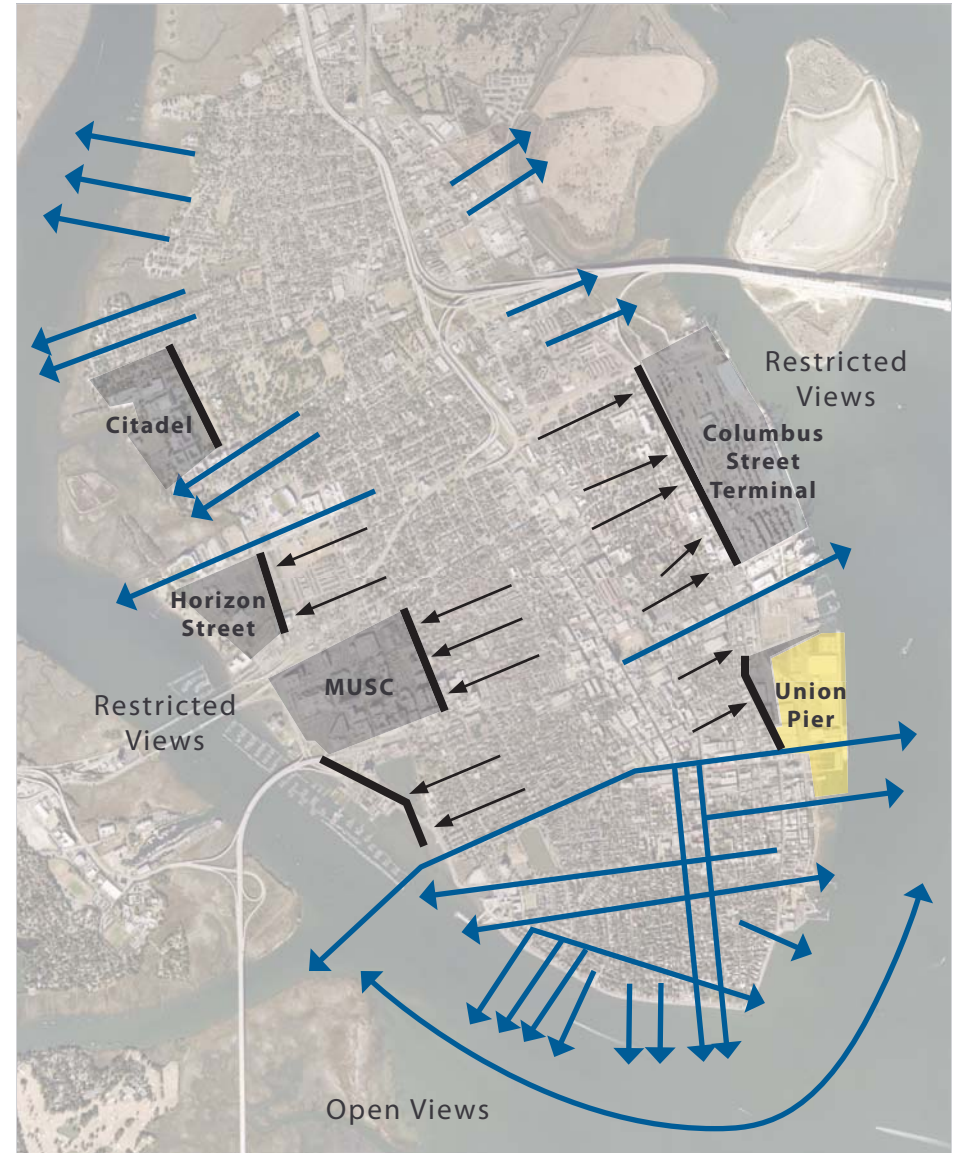 Restricted
Views
Citadel
Columbus
Street
Terminal
Horizon
Street
MUSC
Union
Pier
Restricted
Views
Open Views